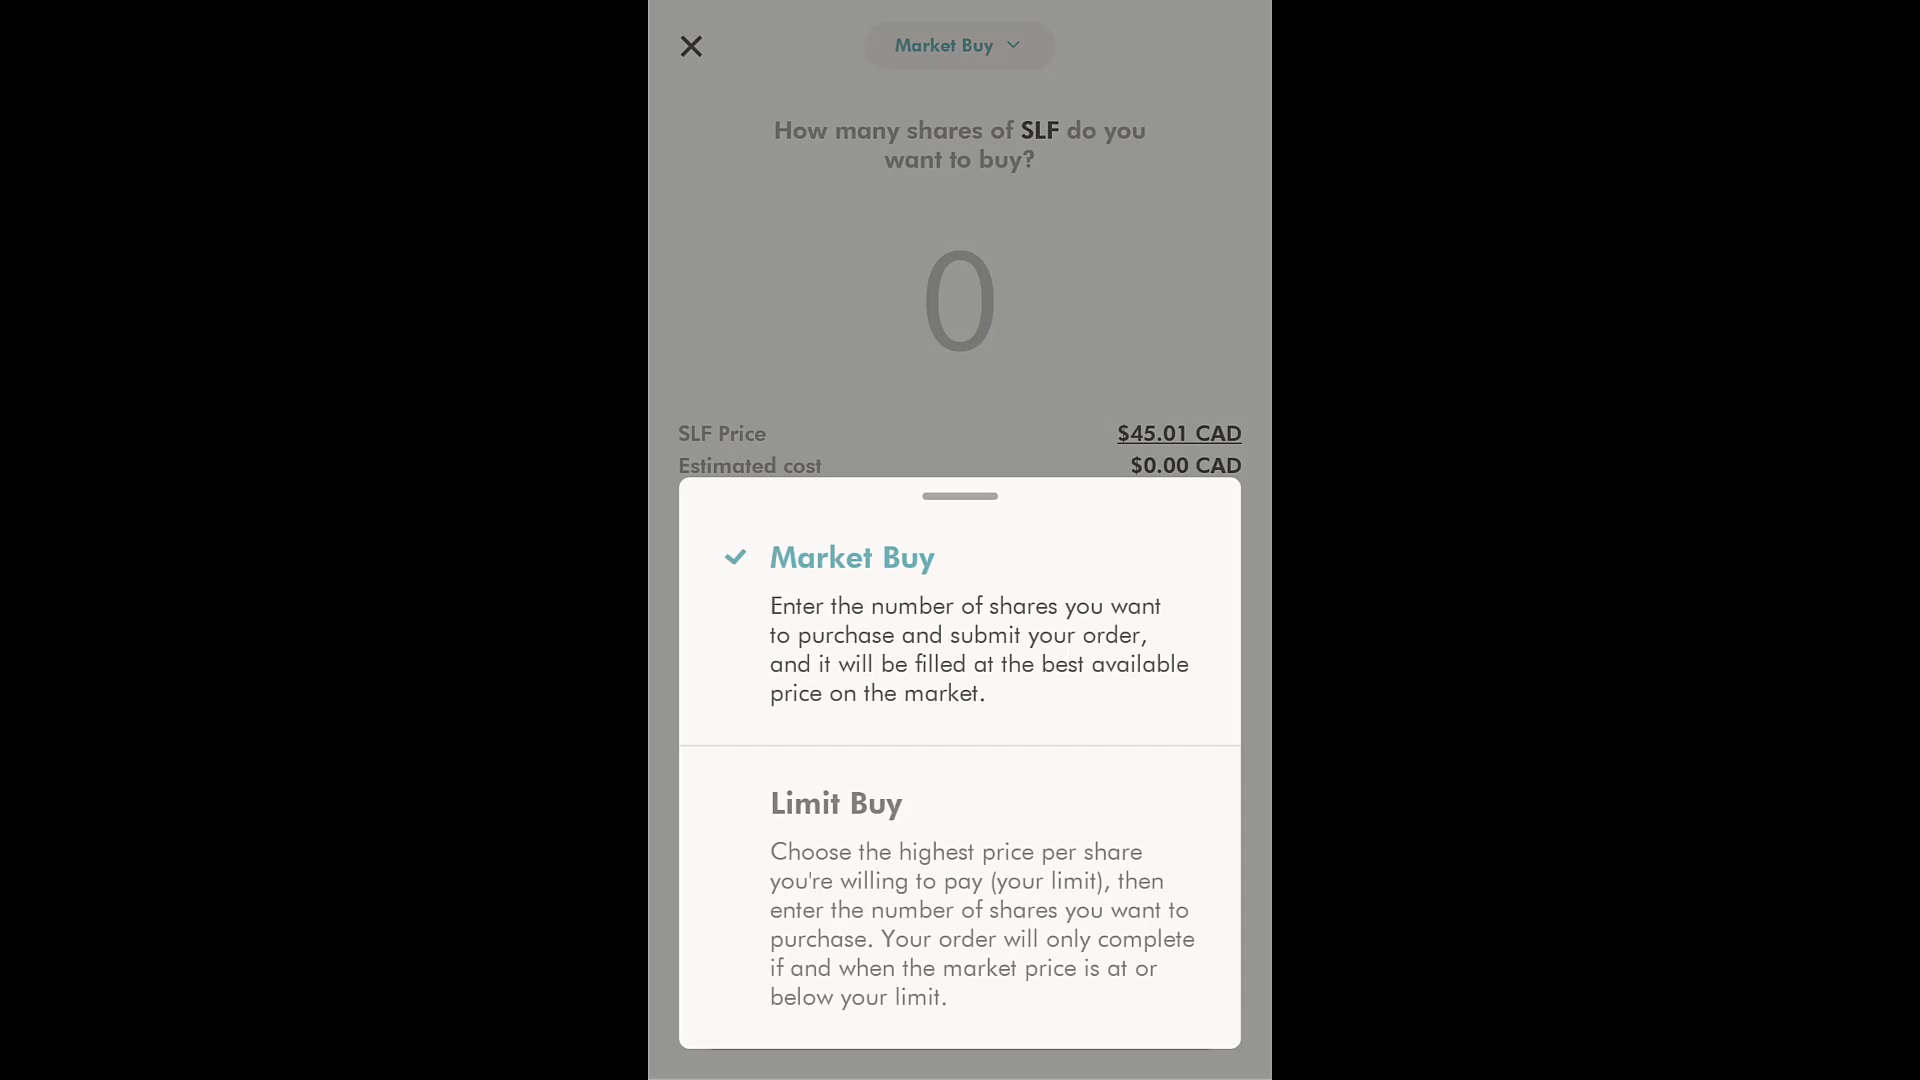 Market Buy
How many shares of SLF do you
want to buy?
0
SLF Price $45.01 CAD
Estimated cost $0.00 CAD
Market Buy
Enter the number of shares you want
to purchase and submit your order,
and it will be filled at the best available
price on the market.
Limit Buy
Choose the highest price per share
you're willing to pay (your limit), then
enter the number of shares you want to
purchase. Your order will only complete
if and when the market price is at or
below your limit.